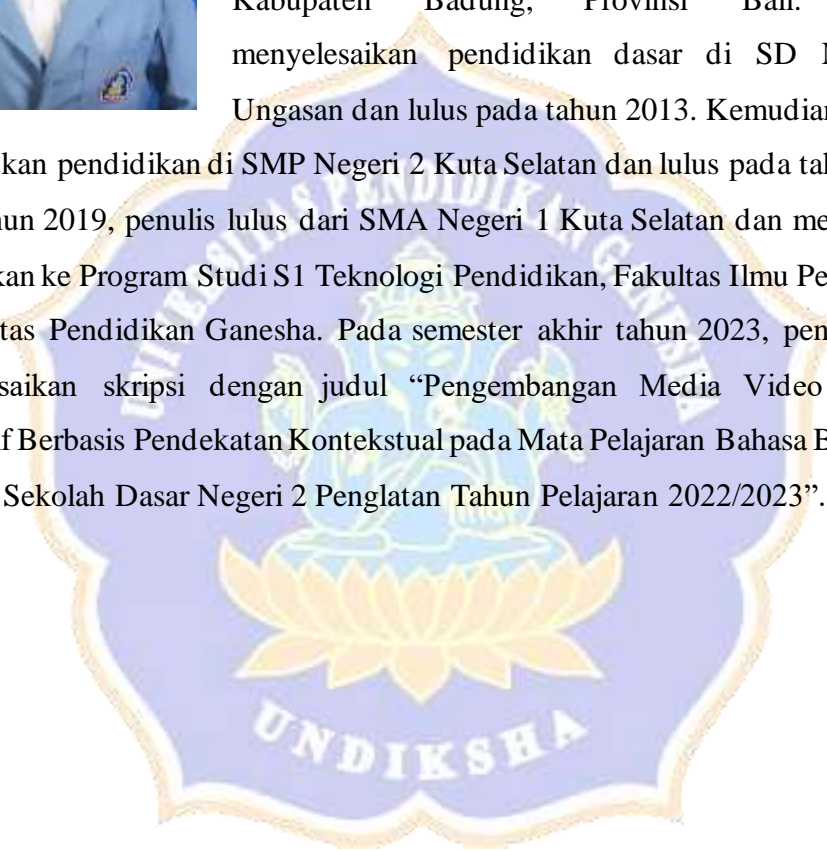 Kabupaten Badung, Provinsi Bali.
menyelesaikan pendidikan dasar di SD
Ungasan dan lulus pada tahun 2013. Kemudian
kan pendidikan di SMP Negeri 2 Kuta Selatan dan lulus pada
2019, penulis lulus dari SMA Negeri 1 Kuta Selatan dan
kan ke Program Studi S1 Teknologi Pendidikan, Fakultas Ilmu
tas Pendidikan Ganesha. Pada semester akhir tahun 2023,
saikan skripsi dengan judul “Pengembangan Media Video
f Berbasis Pendekatan Kontekstual pada Mata Pelajaran Bahasa
Sekolah Dasar Negeri 2 Penglatan Tahun Pelajaran 2022/2023”.
UNIVERSITAS PENDIDIKAN GANESHA
UNDIKSHA